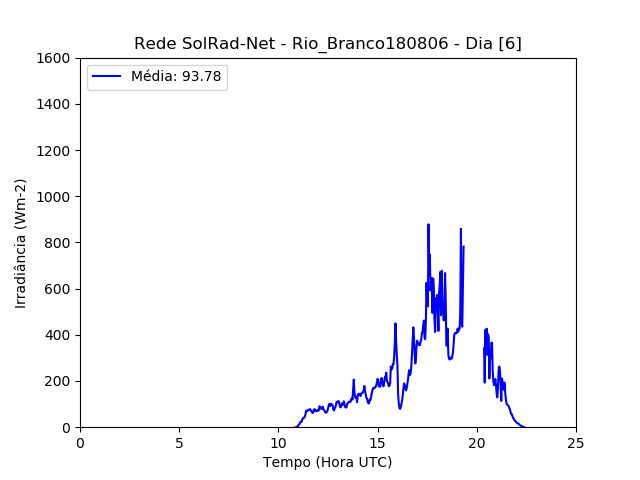 Rede SolRad-Net - Rio_Branco180806 - Dia [6]
Média: 93.78
1600
1400
1200
1000
800
600
400
200
0
Irradiância (Wm-2)
0 5 10 15 20 25
Tempo (Hora UTC)